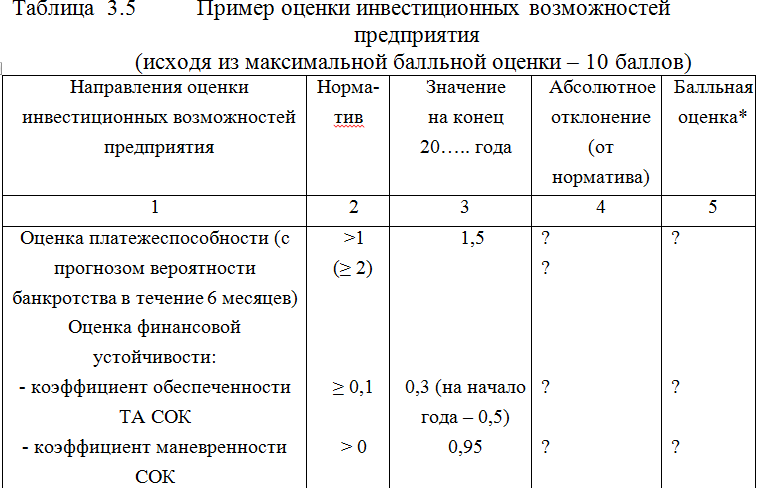 Таблица 3.5 Пример оценки инвестиционных возможностей
предприятия
(исходя из максимальной балльной оценки – 10 баллов)
Направления оценки
инвестиционных возможностей
предприятия
Норма-
тив
Значение
на конец
20….. года
Абсолютное
отклонение
(от
норматива)
Балльная
оценка*
1 2 3 4 5
Оценка платежеспособности (с >1 1,5 ? ?
прогнозом вероятности (≥ 2) ?
банкротства в течение 6 месяцев)
Оценка финансовой
устойчивости:
- коэффициент обеспеченности ≥ 0,1 0,3 (на начало ? ?
ТА СОК года – 0,5)
- коэффициент маневренности > 0 0,95 ? ?
СОК